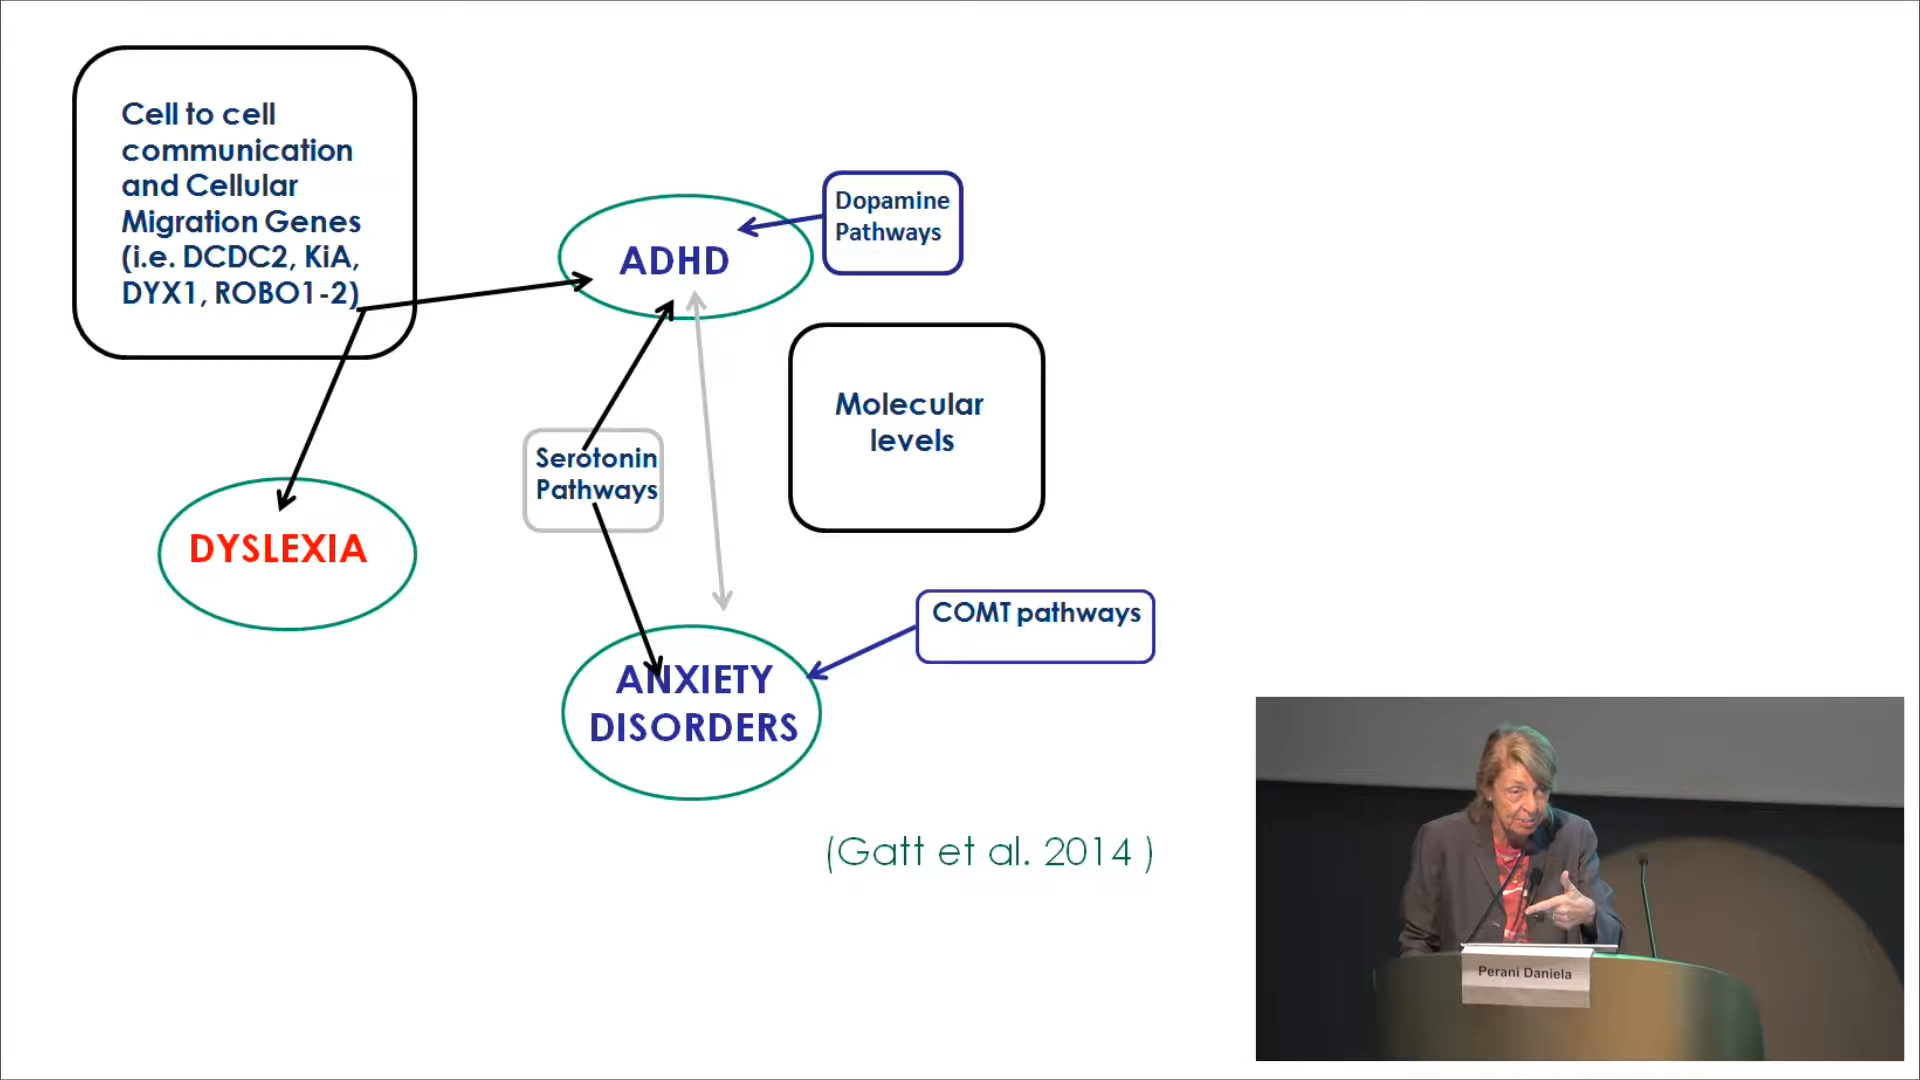 Cell to cell
communication
and Cellular
Migration Genes
(i.e. DCDC2, KiA,
DYX1, ROBO1-2)
ADHD
Dopamine
Pathways
Molecular
levels
Serotonin
Pathways
DYSLEXIA
COMT pathways
ANXIETY
DISORDERS
(Gatt et al. 2014 )
Perani Daniela